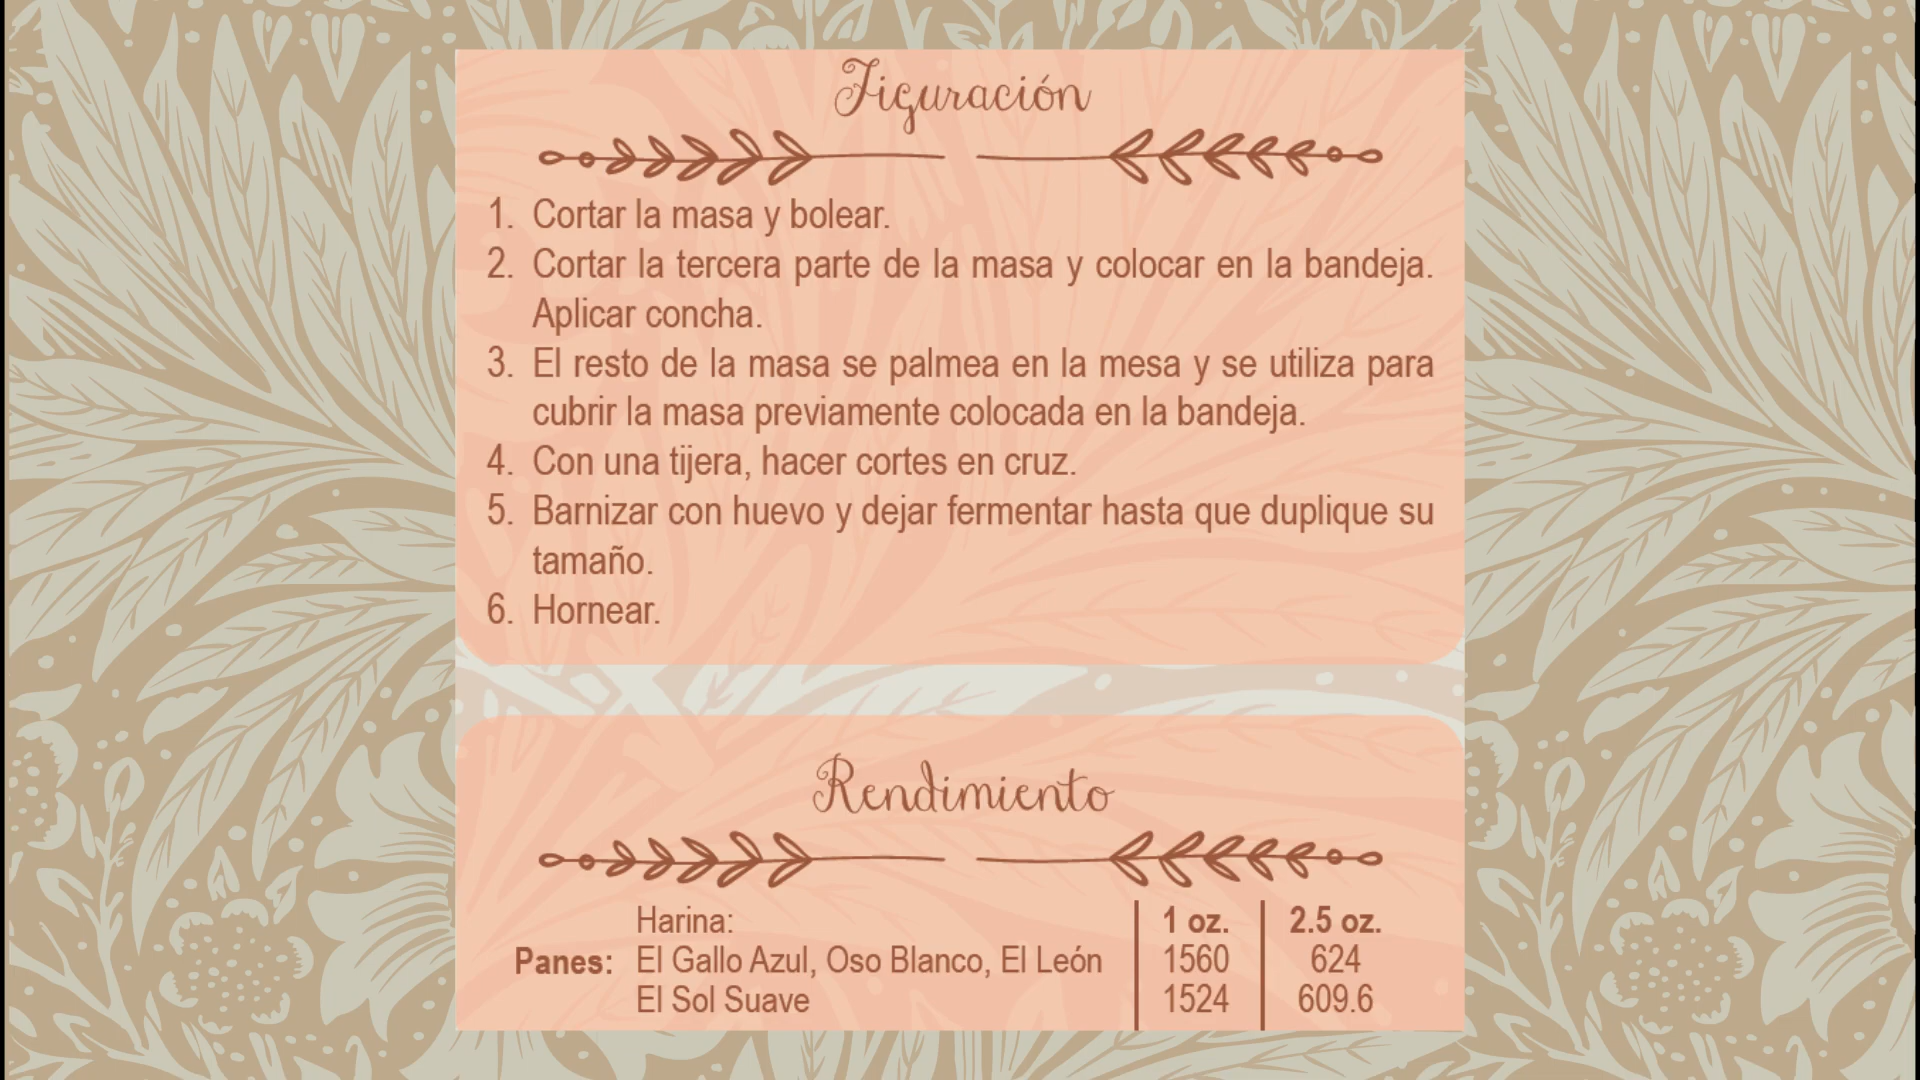 Figuración
1. Cortar la masa y bolear.
2. Cortar la tercera parte de la masa y colocar en la bandeja.
Aplicar concha.
3. El resto de la masa se palmea en la mesa y se utiliza para
cubrir la masa previamente colocada en la bandeja.
4. Con una tijera, hacer cortes en cruz.
5. Barnizar con huevo y dejar fermentar hasta que duplique su
tamaño.
6. Hornear.
Rendimiento
Harina: 1 oz. 2.5 oz.
Panes: El Gallo Azul, Oso Blanco, El León 1560 624
El Sol Suave 1524 609.6